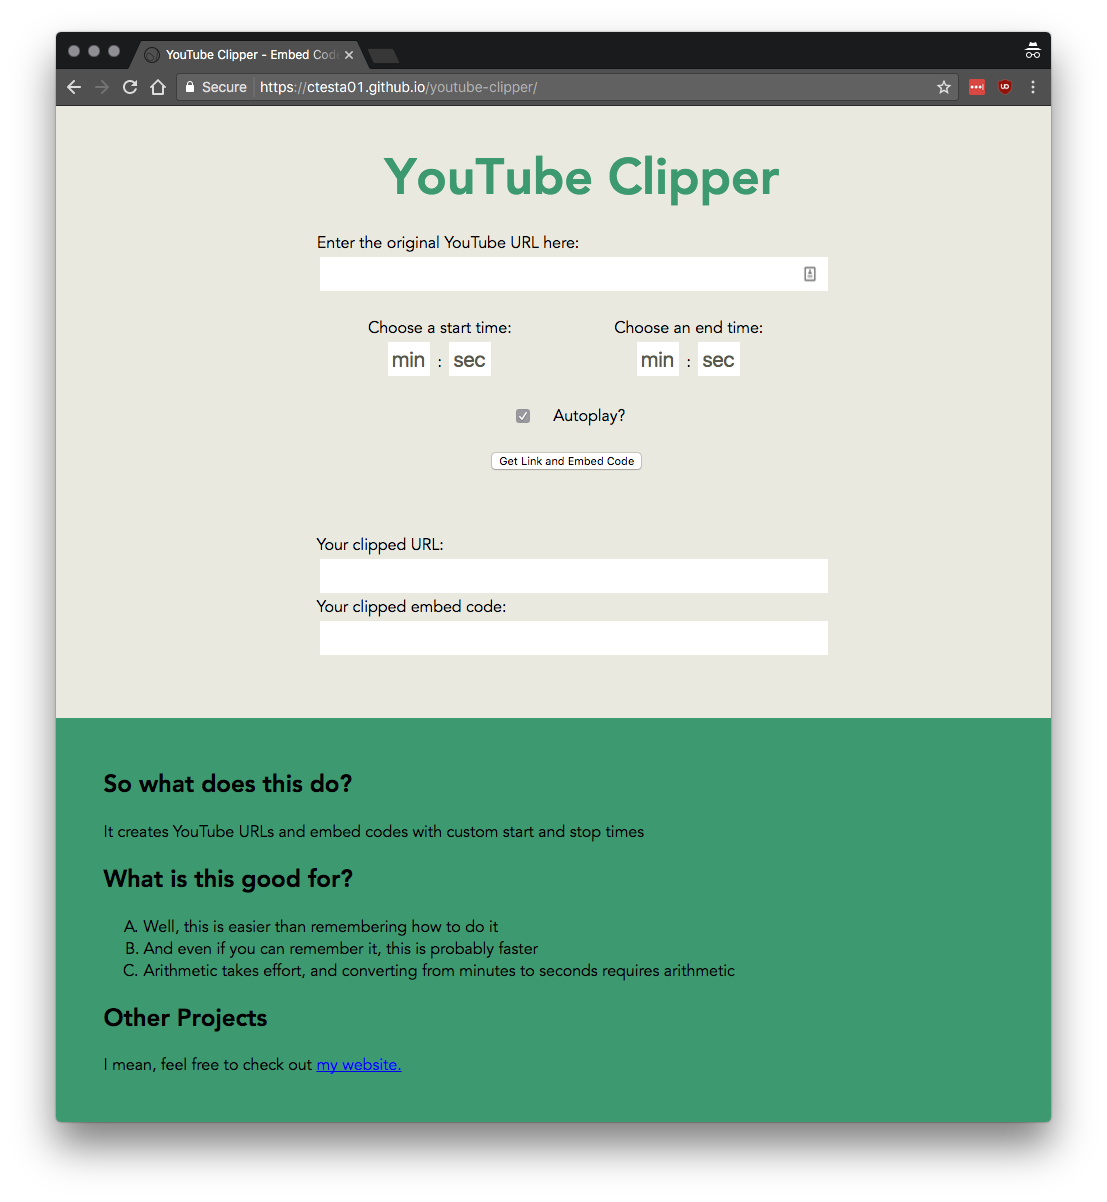 YouTube Clipper - Embed Cod
Secure https://ctesta01.github.io/youtube-clipper/
YouTube Clipper
Enter the original YouTube URL here:
Choose a start time: Choose an end time:
min : sec min : sec
Autoplay?
Get Link and Embed Code
Your clipped URL:
Your clipped embed code:
So what does this do?
It creates YouTube URLs and embed codes with custom start and stop times
What is this good for?
A. Well, this is easier than remembering how to do it
B. And even if you can remember it, this is probably faster
C. Arithmetic takes effort, and converting from minutes to seconds requires arithmetic
Other Projects
I mean, feel free to check out my website.